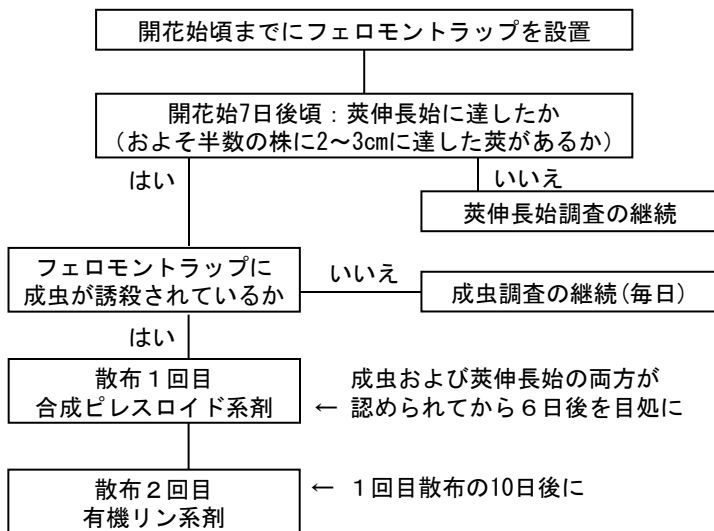 開花始頃までにフェロモントラップを設置
開花始7日後頃：莢伸長始に達したか
（およそ半数の株に2～3cmに達した莢があるか）
はい
いいえ
莢伸長始調査の継続
フェロモントラップに
成虫が誘殺されているか
いいえ
成虫調査の継続(毎日)
はい
散布１回目
合成ピレスロイド系剤
成虫および莢伸長始の両方が
← 認められてから６日後を目処に
散布２回目
有機リン系剤
← １回目散布の10日後に